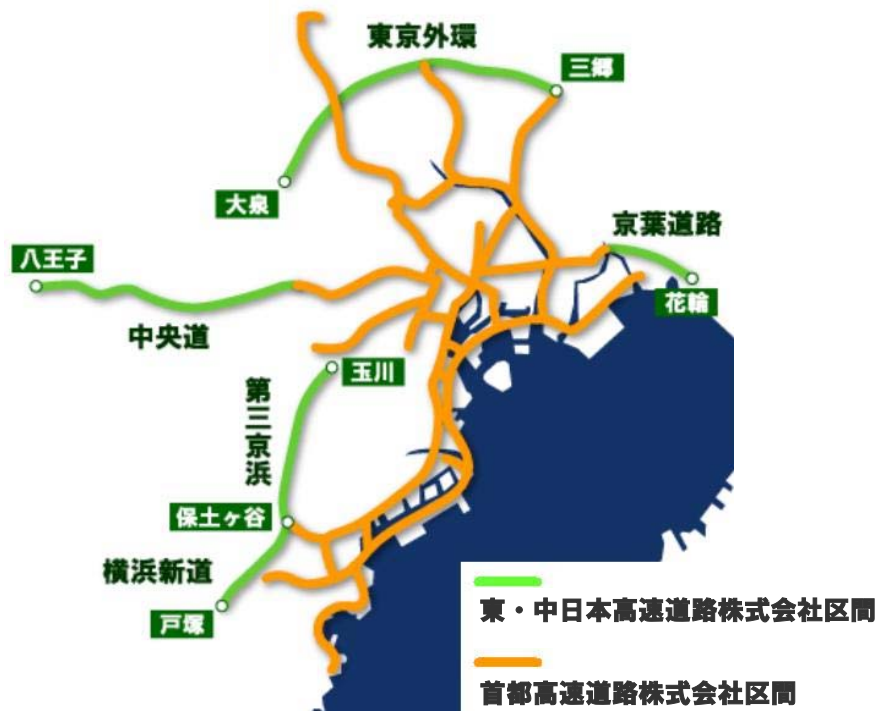 東京外環
三郷
大泉
京葉道路
八王子
花輪
中央道
玉川
第三京浜
保土ヶ谷
横浜新道
戸塚
東・中日本高速道路株式会社区間
首都高速道路株式会社区間